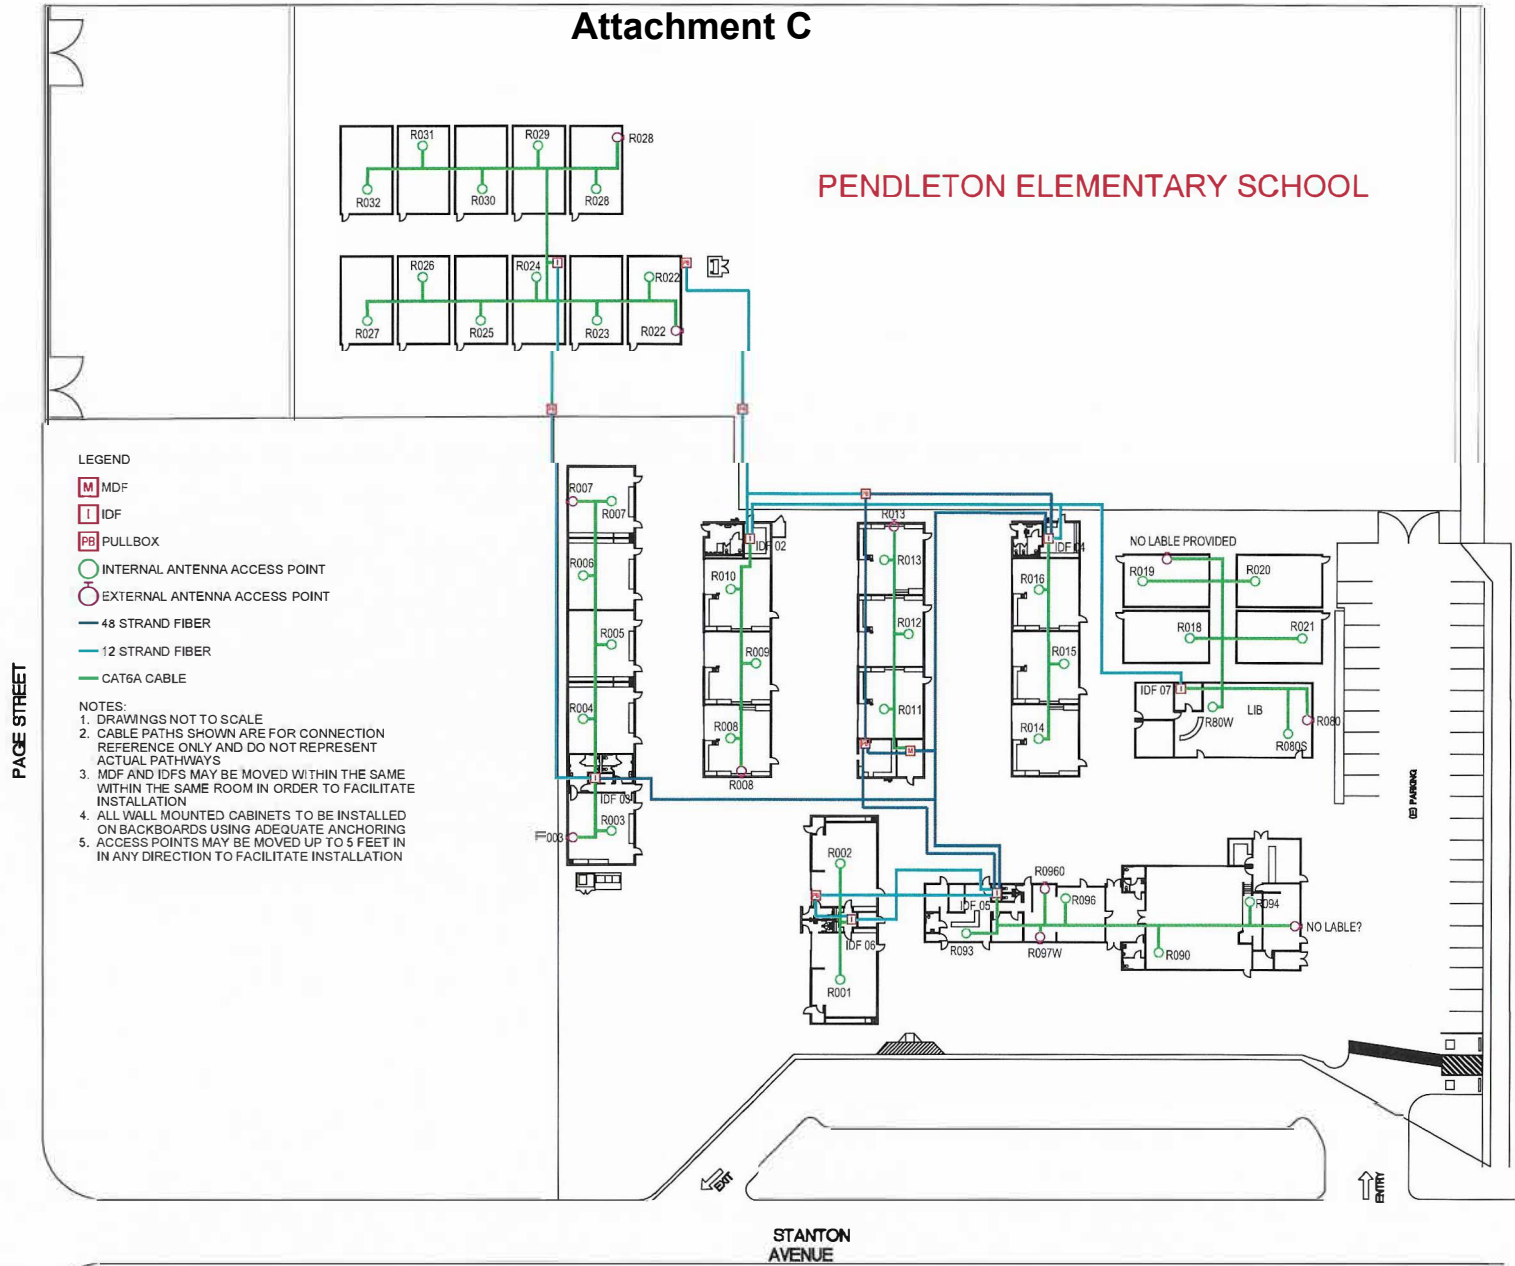 Attachment C
PENDLETON ELEMENTARY SCHOOL
R031
R029
R028
R032
R030
R028
R026
R024
I
PB
R022
R027
R025
R023
R022
LEGEND
M MDF
I IDF
PB PULLBOX
INTERNAL ANTENNA ACCESS POINT
EXTERNAL ANTENNA ACCESS POINT
48 STRAND FIBER
12 STRAND FIBER
CAT6A CABLE
NOTES:
1. DRAWINGS NOT TO SCALE
2. CABLE PATHS SHOWN ARE FOR CONNECTION
REFERENCE ONLY AND DO NOT REPRESENT
ACTUAL PATHWAYS
3. MDF AND IDFS MAY BE MOVED WITHIN THE SAME
WITHIN THE SAME ROOM IN ORDER TO FACILITATE
INSTALLATION
4. ALL WALL MOUNTED CABINETS TO BE INSTALLED
ON BACKBOARDS USING ADEQUATE ANCHORING
5. ACCESS POINTS MAY BE MOVED UP TO 5 FEET IN
IN ANY DIRECTION TO FACILITATE INSTALLATION
PAGE STREET
R007
R007
R006
R005
R004
I
IDF 03
R003
R003
I
IDF 02
R010
R009
R008
R008
PB
R013
R013
R012
R011
PB
M
I
IDF 04
R016
R015
R014
NO LABLE PROVIDED
R019
R020
R018
R021
IDF 07
I
LIB
R80W
R080
R080S
(E) PARKING
R002
PB
I
IDF 06
R001
I
IDF 05
R093
R0960
R096
R097W
R090
R094
NO LABLE?
EXIT
ENTRY
STANTON
AVENUE